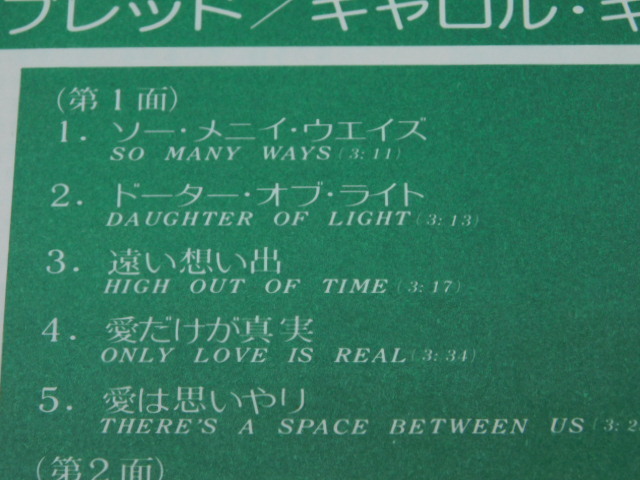 ブレッド／キャロル・キ
（第1面）
1. ソー・メニイ・ウエイズ
SO MANY WAYS (3:11)
2. ドーター・オブ・ライト
DAUGHTER OF LIGHT (3:13)
3. 遠い想い出
HIGH OUT OF TIME (3:17)
4. 愛だけが真実
ONLY LOVE IS REAL (3:34)
5. 愛は思いやり
THERE'S A SPACE BETWEEN US (3:2
（第2面）